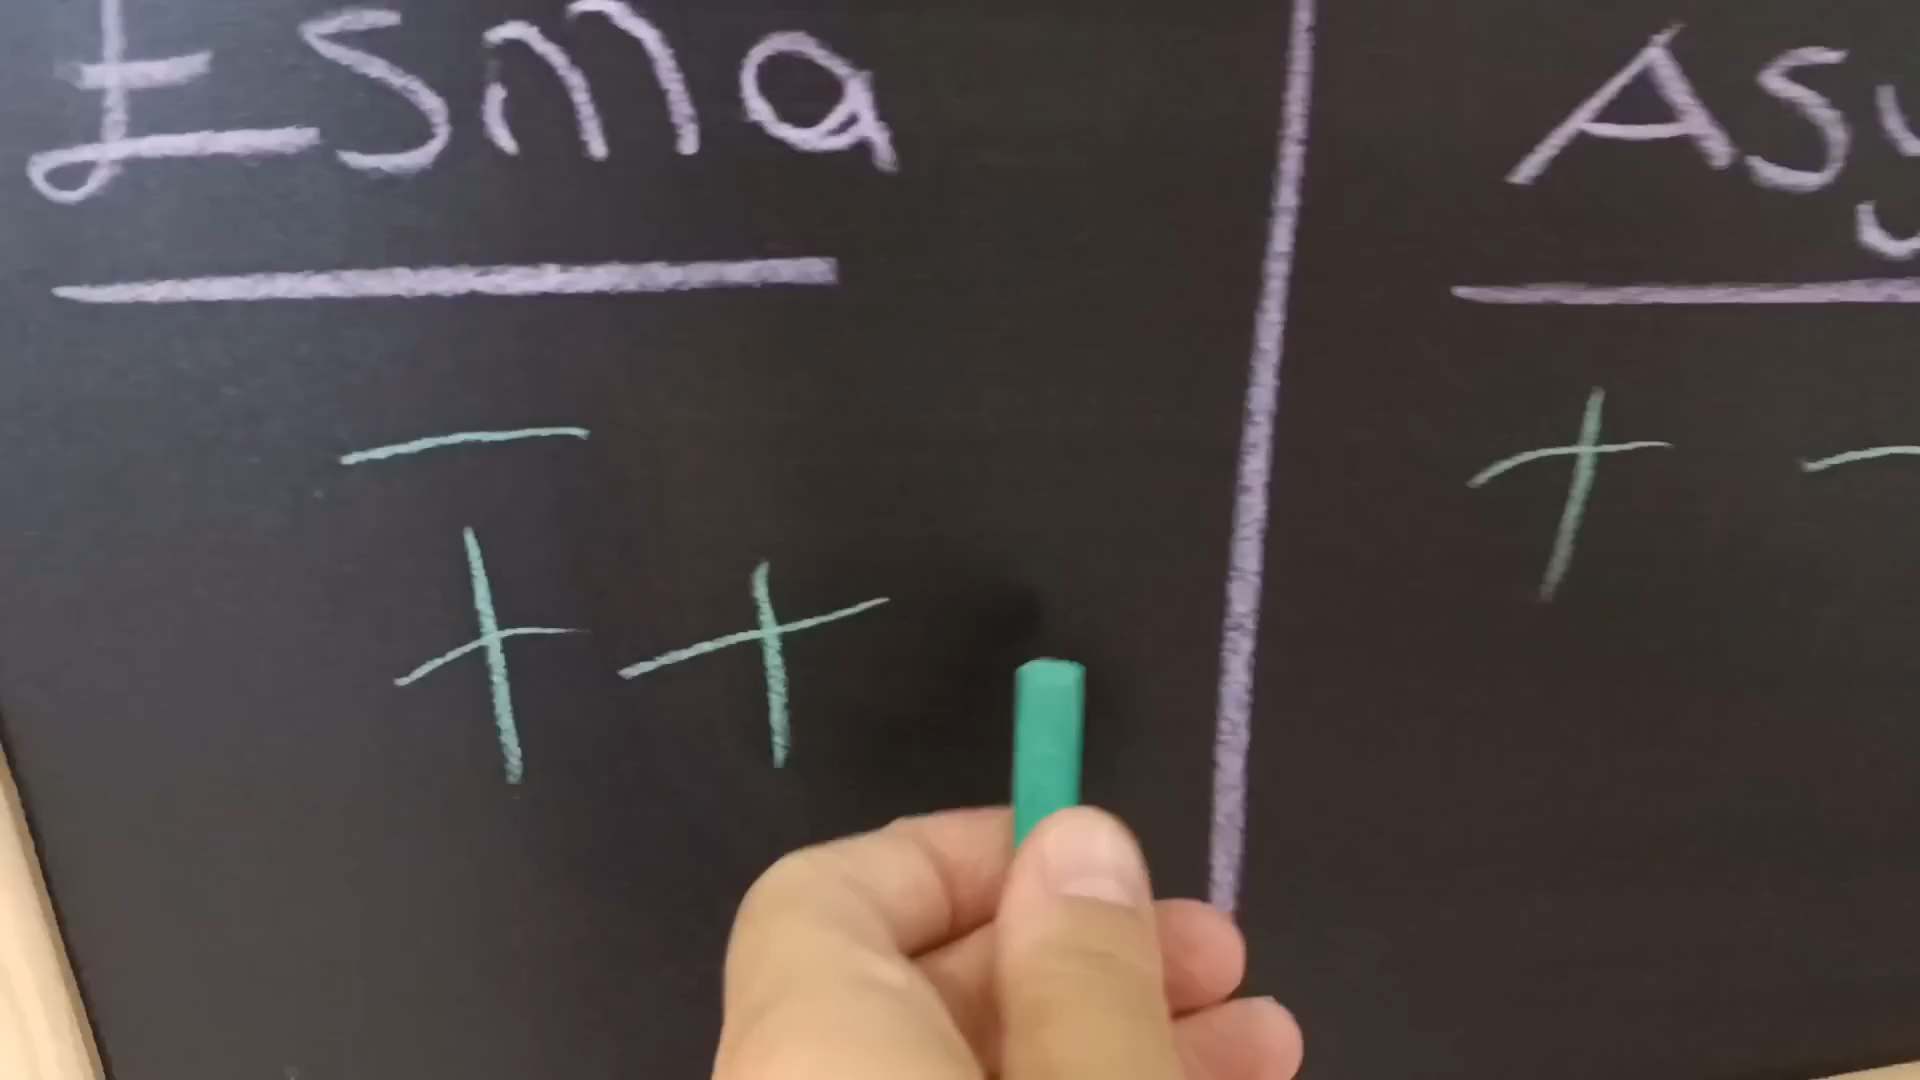 Esma
− + −
+ +